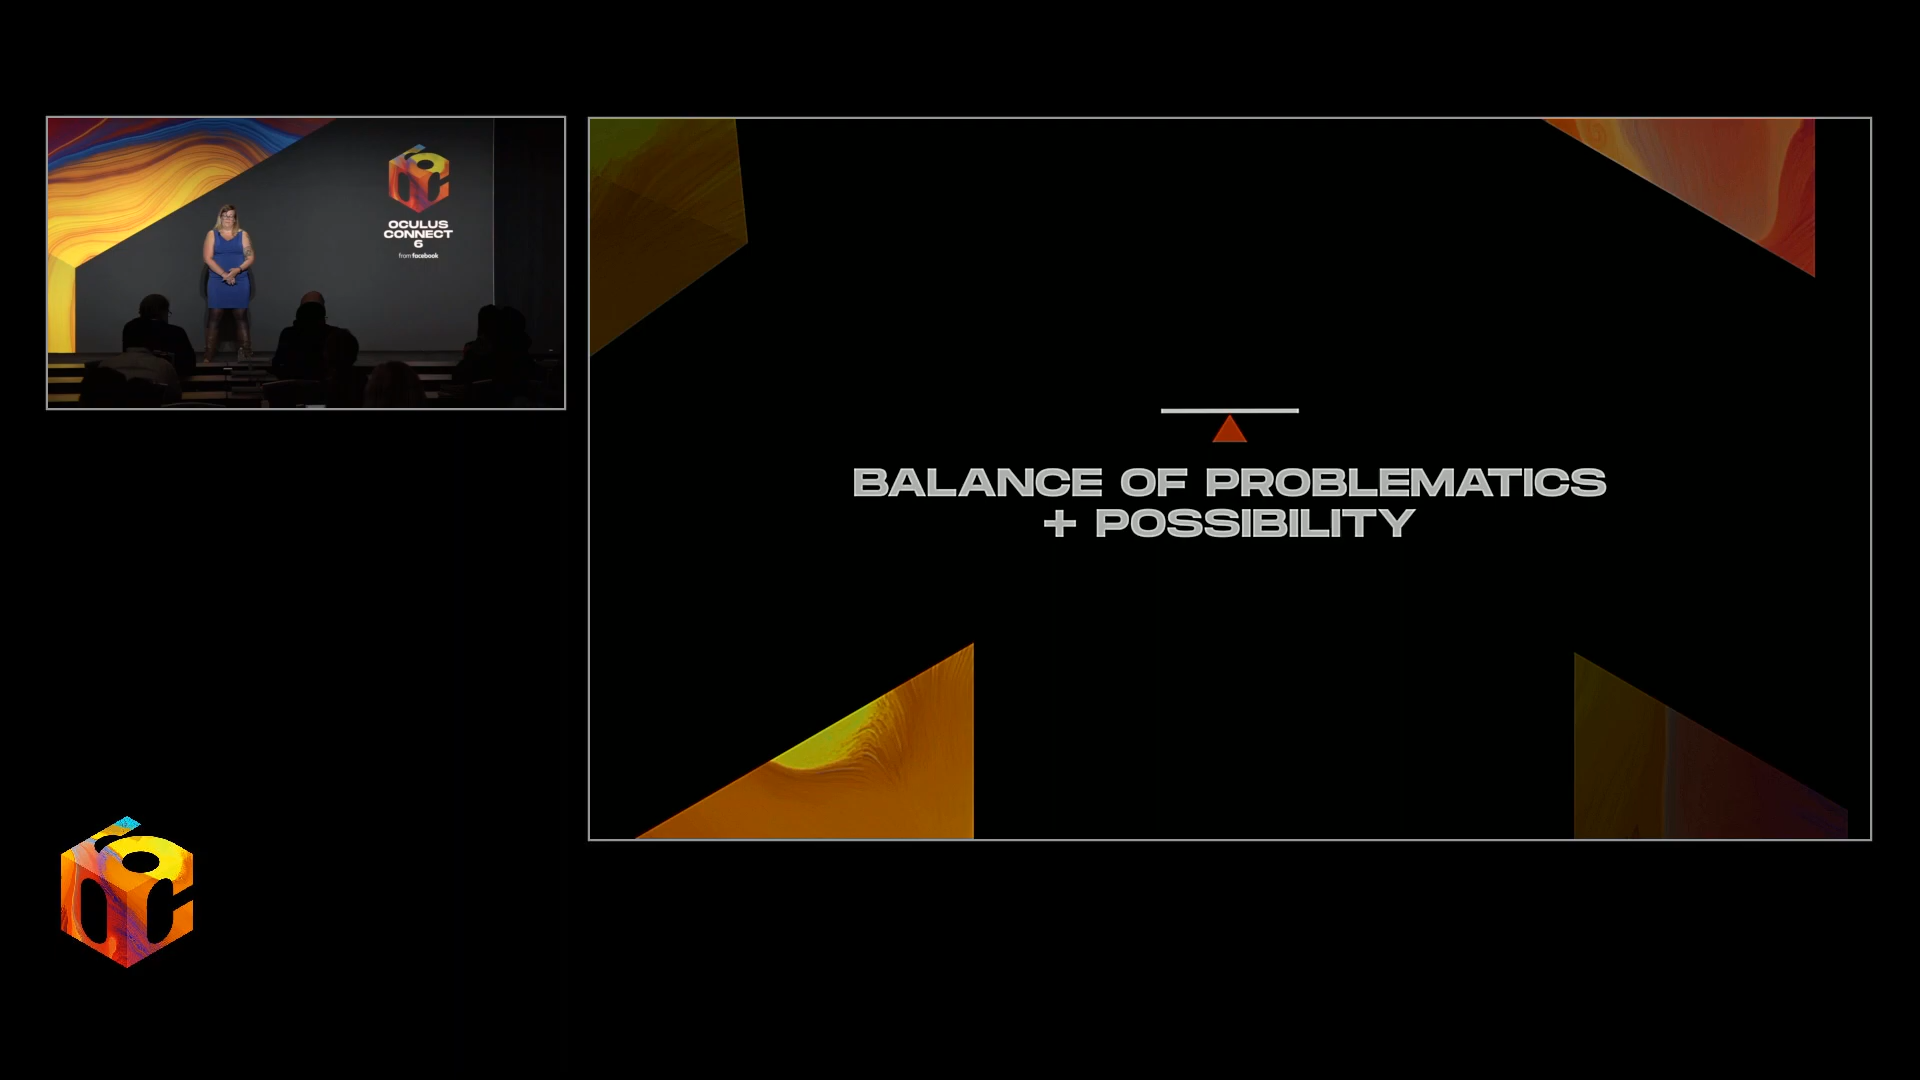 OCULUS
CONNECT
6
from facebook
BALANCE OF PROBLEMATICS
+ POSSIBILITY